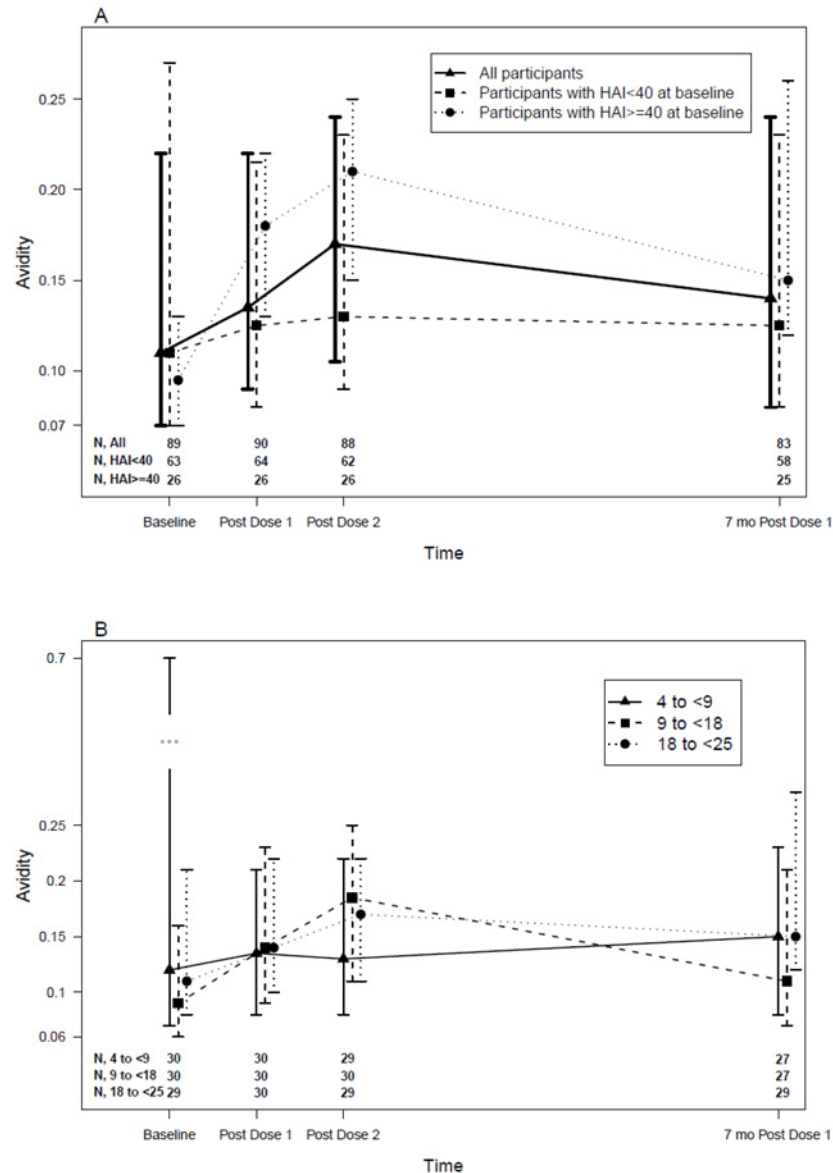 A
All participants
Participants with HAI<40 at baseline
Participants with HAI>=40 at baseline
0.25
0.20
0.15
0.10
0.07
Avidity
N, All 89 90 88 83
N, HAI<40 63 64 62 58
N, HAI>=40 26 26 26 25
Baseline Post Dose 1 Post Dose 2 7 mo Post Dose 1
Time
B
0.7
4 to <9
9 to <18
18 to <25
0.25
0.2
0.15
0.1
0.06
Avidity
N, 4 to <9 30 30 29 27
N, 9 to <18 30 30 30 27
N, 18 to <25 29 30 29 29
Baseline Post Dose 1 Post Dose 2 7 mo Post Dose 1
Time